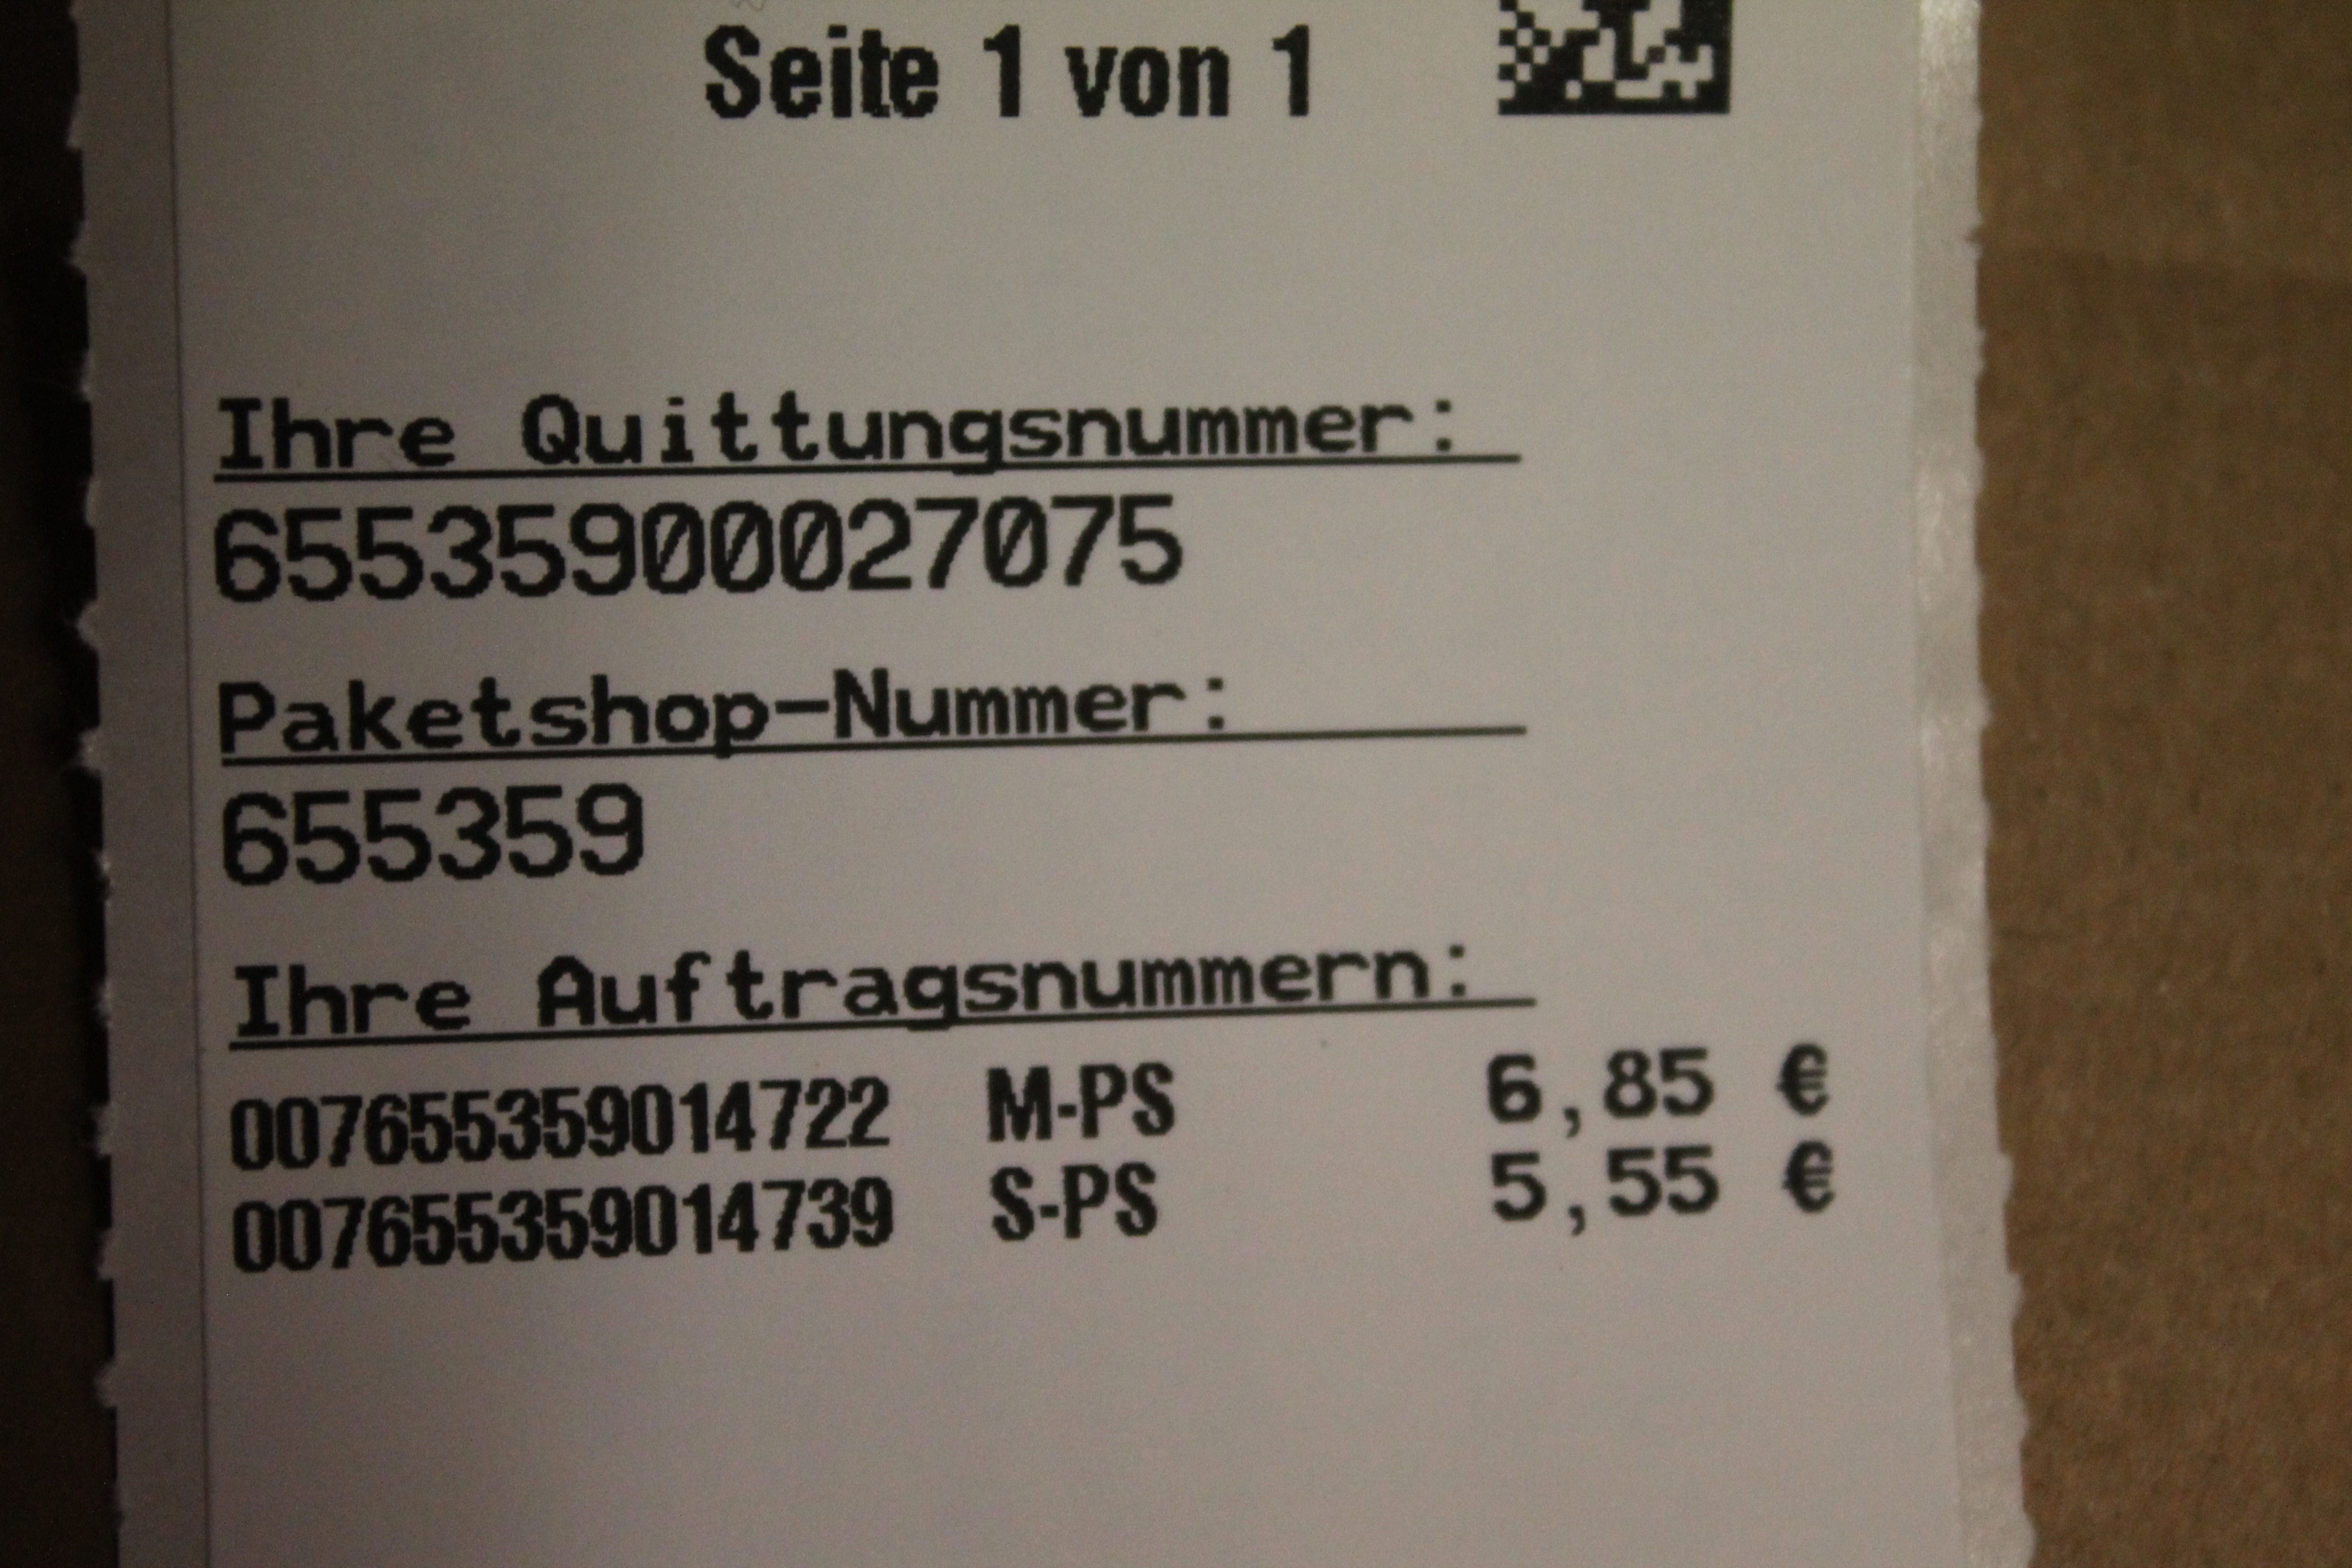 Seite 1 von 1
Ihre Quittungsnummer:
65535900027075
Paketshop-Nummer:
655359
Ihre Auftragsnummern:
007655359014722 M-PS 6,85 €
007655359014739 S-PS 5,55 €